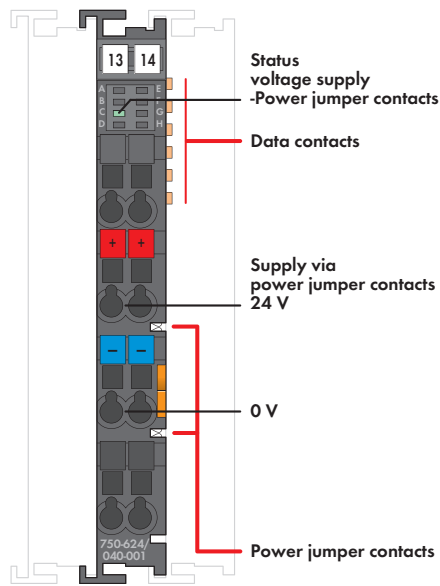 13 14
Status
voltage supply
-Power jumper contacts
A E
B F
C G
D H
Data contacts
+ +
Supply via
power jumper contacts
24 V
– –
0 V
750-624/
040-001
Power jumper contacts